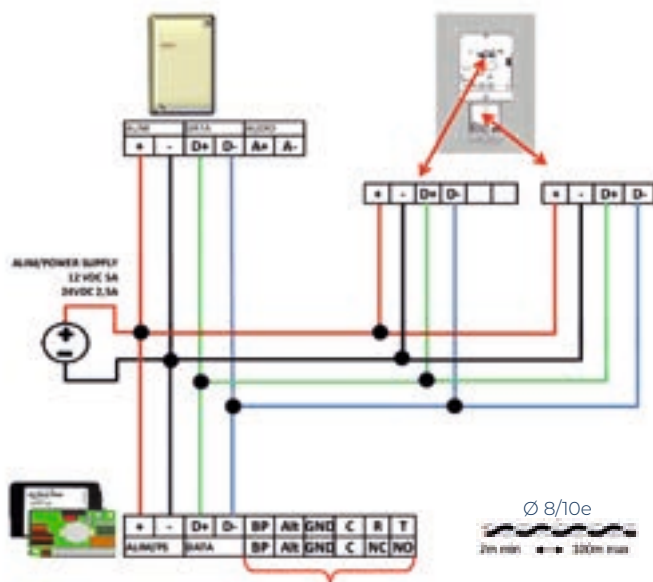 ALIM DATA AUDIO
+ - D+ D- A+ A-
+ - D+ D-
+ - D+ D-
ALIM/POWER SUPPLY
12 VDC 5A
24VDC 2,5A
+
-
+ - D+ D- BP Alt GND C R T
ALIM/PS DATA BP Alt GND C NC NO
Ø 8/10e
2m min 100m max